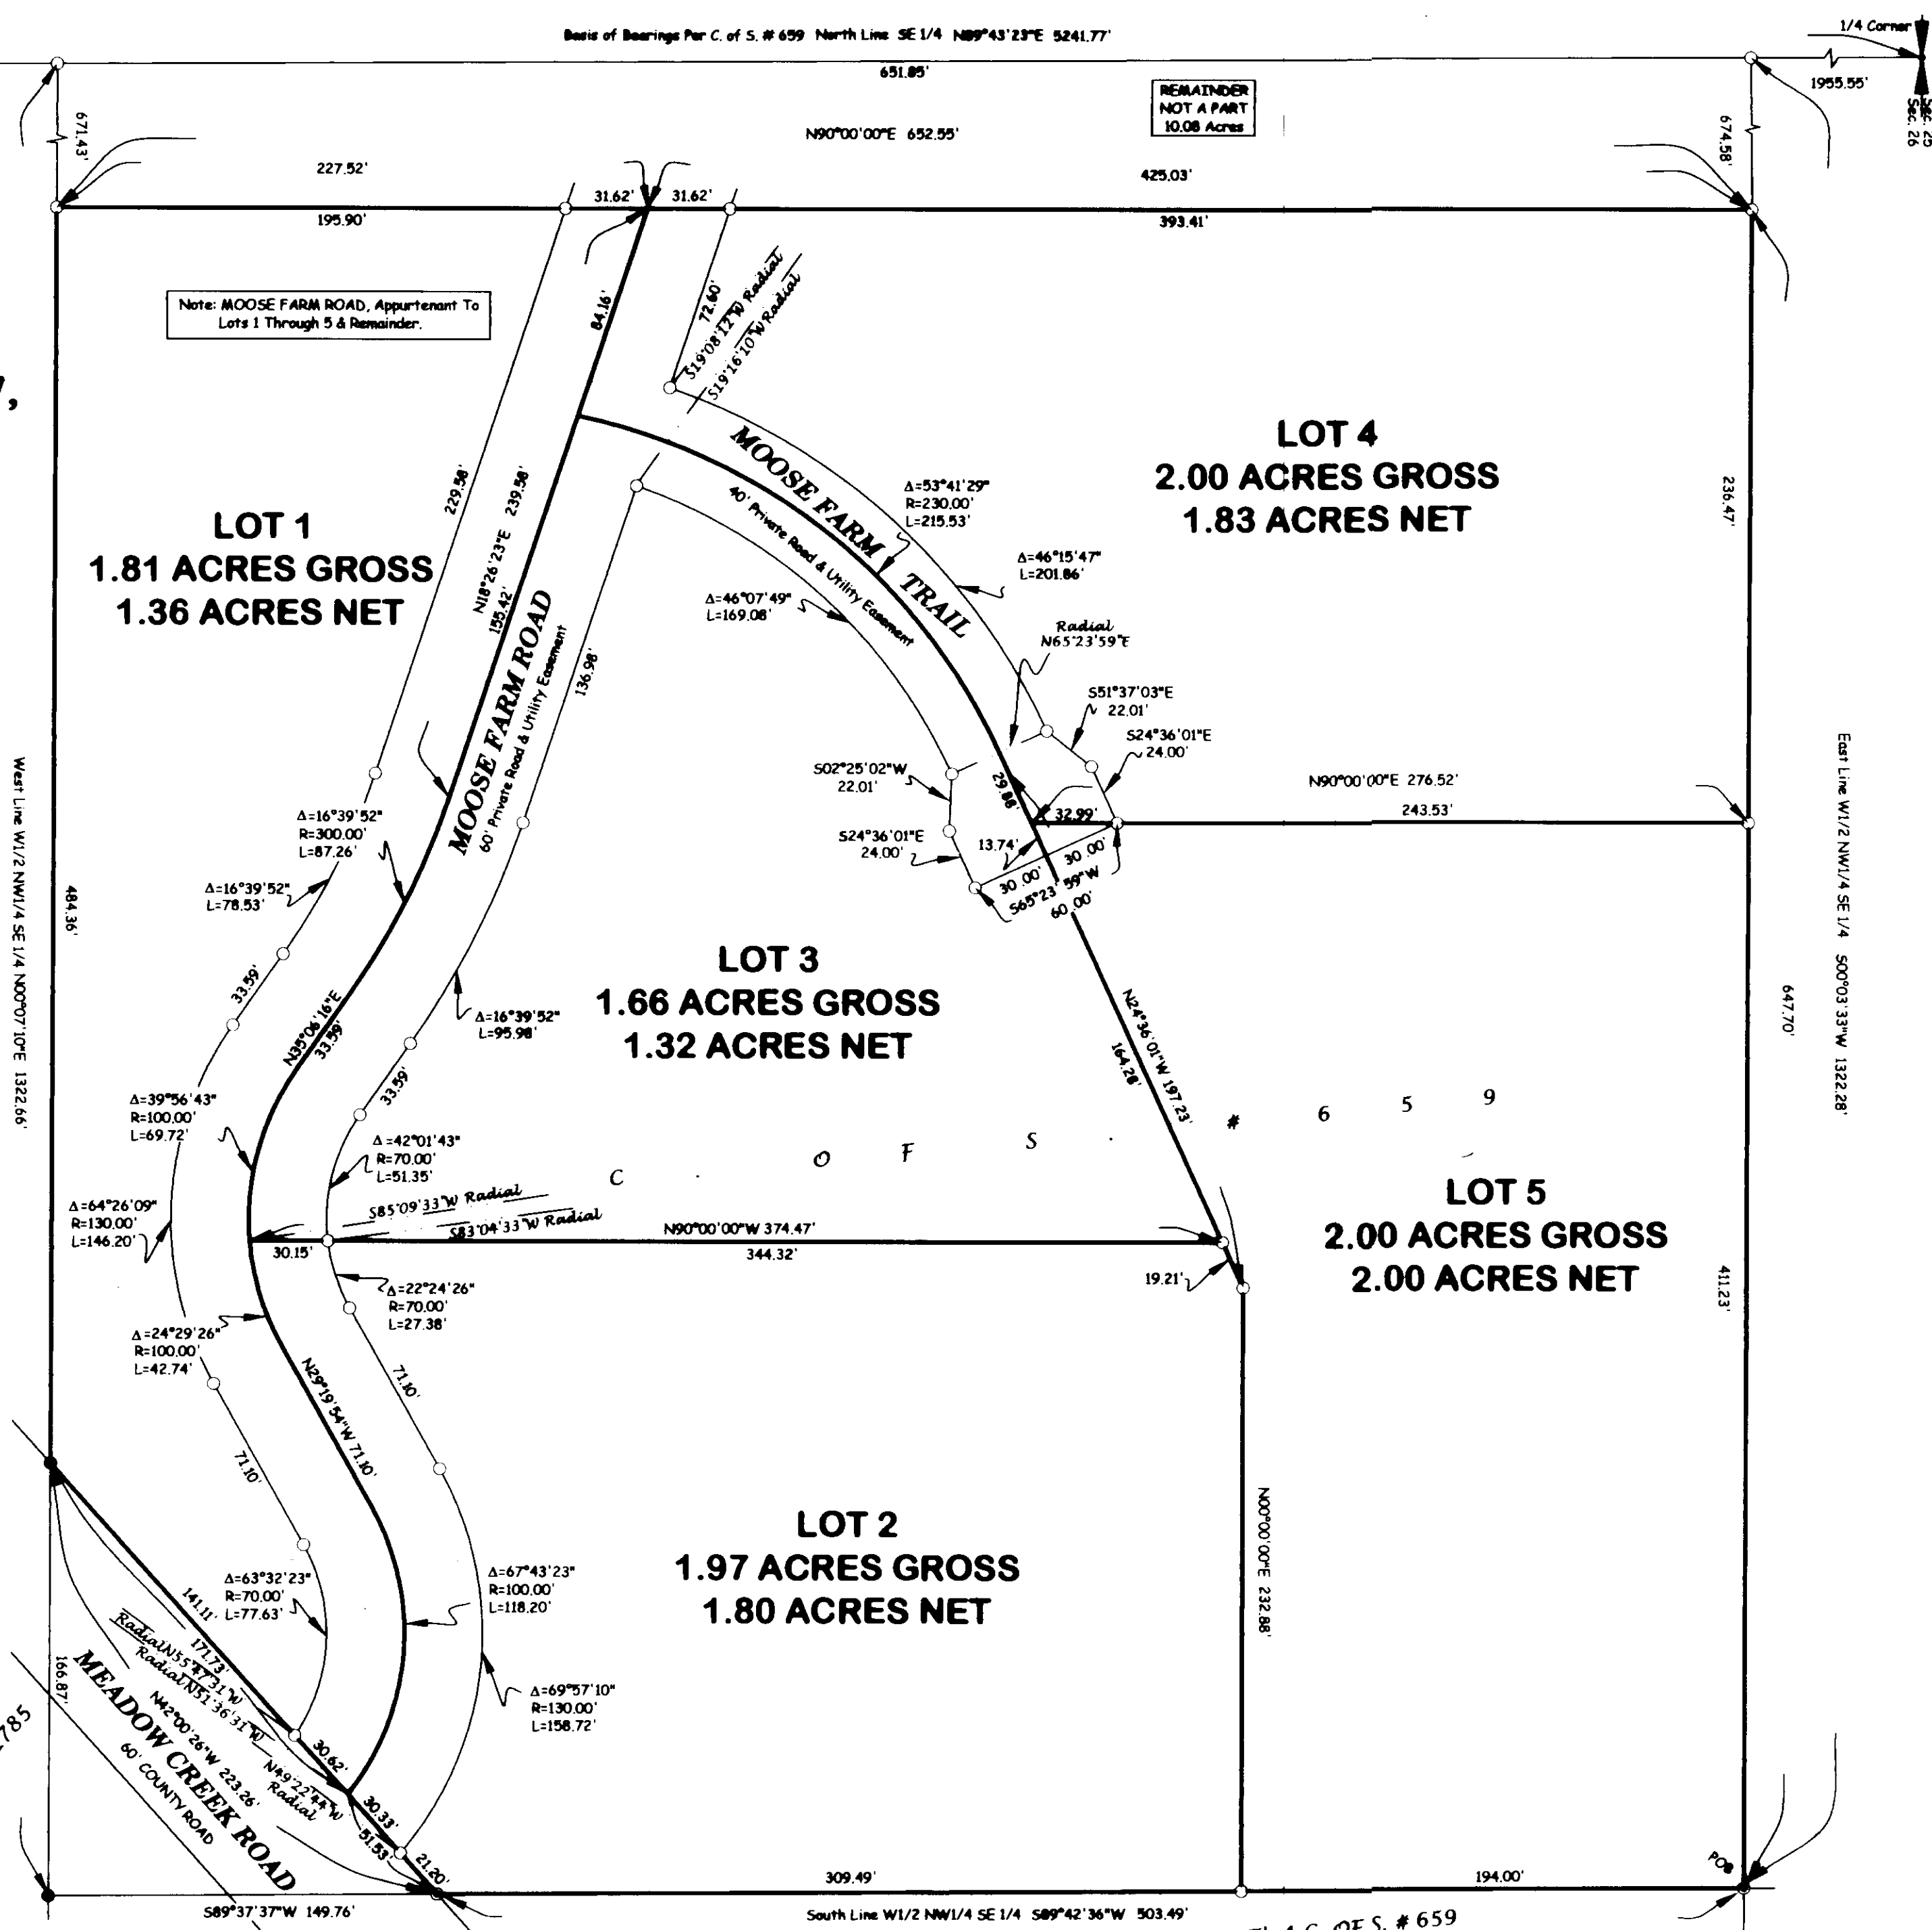 Basis of Bearings Per C. of S. # 659 North Line SE 1/4 N89°43'23"E 5241.77'
1/4 Corner
651.85'
1955.55'
Sec. 25
Sec. 26
REMAINDER
NOT A PART
10.08 Acres
671.43'
N90°00'00"E 652.55'
674.58'
227.52'
425.03'
31.62'
31.62'
195.90'
393.41'
Note: MOOSE FARM ROAD, Appurtenant To
Lots 1 Through 5 & Remainder.
84.16'
72.60'
S19°08'12"W Radial
S19°16'10"W Radial
LOT 4
2.00 ACRES GROSS
1.83 ACRES NET
236.47'
229.58'
N18°26'23"E 239.58'
155.42'
MOOSE FARM TRAIL
40' Private Road & Utility Easement
Δ=53°41'29"
R=230.00'
L=215.53'
LOT 1
1.81 ACRES GROSS
1.36 ACRES NET
Δ=46°15'47"
L=201.86'
Δ=46°07'49"
L=169.08'
Radial
N65°23'59"E
MOOSE FARM ROAD
60' Private Road & Utility Easement
136.98'
S51°37'03"E
22.01'
S24°36'01"E
24.00'
S02°25'02"W
22.01'
29.88'
N90°00'00"E 276.52'
32.99'
243.53'
West Line W1/2 NW1/4 SE 1/4 N00°07'10"E 1322.66'
East Line W1/2 NW1/4 SE 1/4 S00°03'33"W 1322.28'
Δ=16°39'52"
R=300.00'
L=87.26'
S24°36'01"E
24.00'
13.74'
30.00'
30.00'
S65°23'59"W
60.00'
Δ=16°39'52"
L=78.53'
484.36'
LOT 3
1.66 ACRES GROSS
1.32 ACRES NET
33.59'
N35°06'16"E
33.59'
Δ=16°39'52"
L=95.98'
N24°36'01"W 197.23'
164.28'
647.70'
33.59'
Δ=39°56'43"
R=100.00'
L=69.72'
Δ=42°01'43"
R=70.00'
L=51.35'
C . O F S . # 6 5 9
Δ=64°26'09"
R=130.00'
L=146.20'
S85°09'33"W Radial
S83°04'33"W Radial
N90°00'00"W 374.47'
30.15'
344.32'
LOT 5
2.00 ACRES GROSS
2.00 ACRES NET
19.21'
411.23'
Δ=22°24'26"
R=70.00'
L=27.38'
Δ=24°29'26"
R=100.00'
L=42.74'
71.10'
N29°19'54"W 71.10'
71.10'
LOT 2
1.97 ACRES GROSS
1.80 ACRES NET
N00°00'00"E 232.88'
Δ=63°32'23"
R=70.00'
L=77.63'
Δ=67°43'23"
R=100.00'
L=118.20'
141.11'
171.73'
Radial N55°47'31"W
Radial N51°36'31"W
166.87'
MEADOW CREEK ROAD
N42°00'26"W 223.26'
60' COUNTY ROAD
N49°22'44"W
Radial
30.62'
30.33'
51.53'
21.20'
Δ=69°57'10"
R=130.00'
L=158.72'
785
309.49'
194.00'
POB
S89°37'37"W 149.76'
South Line W1/2 NW1/4 SE 1/4 S89°42'36"W 503.49'
C. OF S. # 659